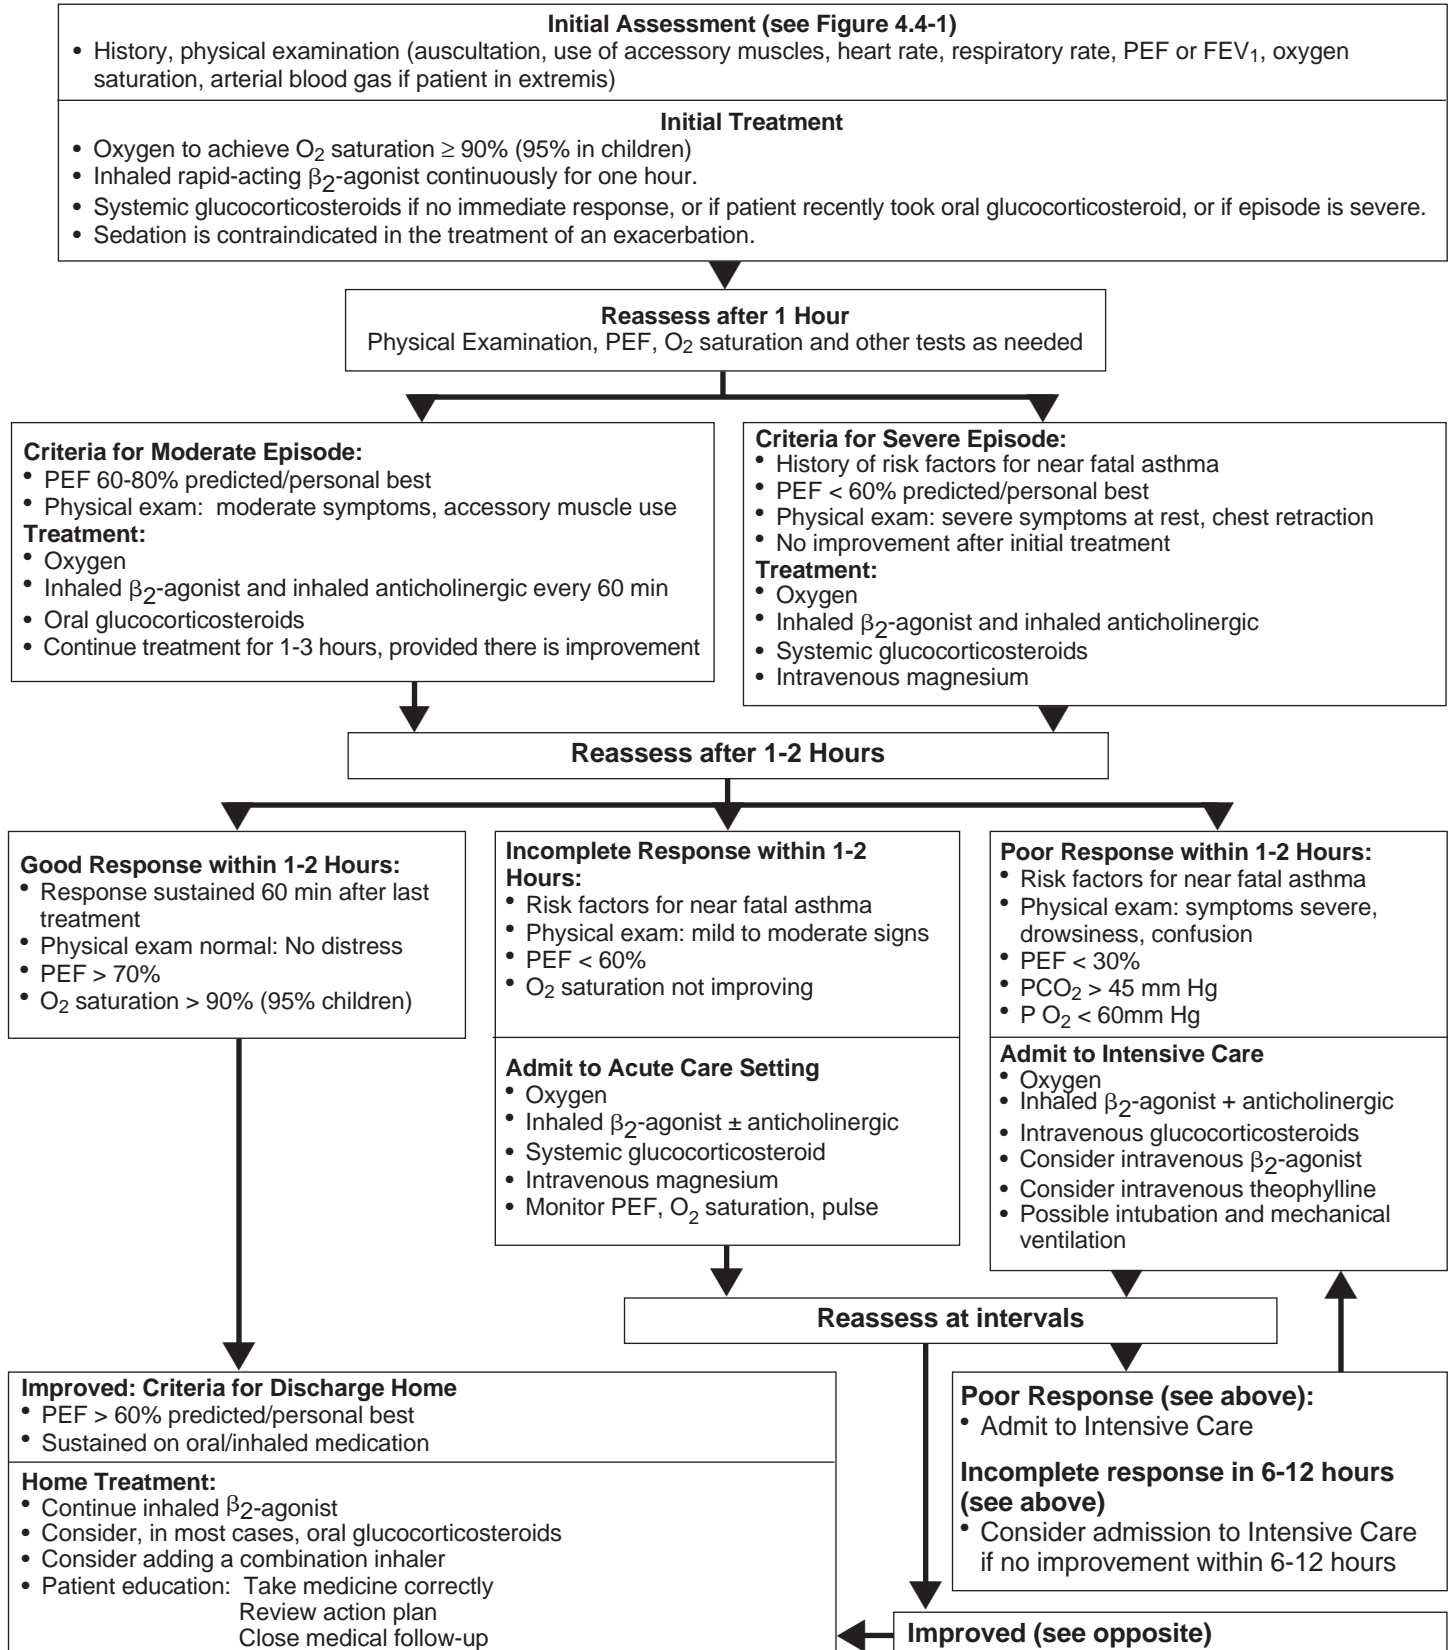 Initial Assessment (see Figure 4.4-1)
• History, physical examination (auscultation, use of accessory muscles, heart rate, respiratory rate, PEF or FEV₁, oxygen
saturation, arterial blood gas if patient in extremis)
Initial Treatment
• Oxygen to achieve O₂ saturation ≥ 90% (95% in children)
• Inhaled rapid-acting β₂-agonist continuously for one hour.
• Systemic glucocorticosteroids if no immediate response, or if patient recently took oral glucocorticosteroid, or if episode is severe.
• Sedation is contraindicated in the treatment of an exacerbation.
Reassess after 1 Hour
Physical Examination, PEF, O₂ saturation and other tests as needed
Criteria for Moderate Episode:
• PEF 60-80% predicted/personal best
• Physical exam: moderate symptoms, accessory muscle use
Treatment:
• Oxygen
• Inhaled β₂-agonist and inhaled anticholinergic every 60 min
• Oral glucocorticosteroids
• Continue treatment for 1-3 hours, provided there is improvement
Criteria for Severe Episode:
• History of risk factors for near fatal asthma
• PEF < 60% predicted/personal best
• Physical exam: severe symptoms at rest, chest retraction
• No improvement after initial treatment
Treatment:
• Oxygen
• Inhaled β₂-agonist and inhaled anticholinergic
• Systemic glucocorticosteroids
• Intravenous magnesium
Reassess after 1-2 Hours
Good Response within 1-2 Hours:
• Response sustained 60 min after last
treatment
• Physical exam normal: No distress
• PEF > 70%
• O₂ saturation > 90% (95% children)
Incomplete Response within 1-2
Hours:
• Risk factors for near fatal asthma
• Physical exam: mild to moderate signs
• PEF < 60%
• O₂ saturation not improving
Admit to Acute Care Setting
• Oxygen
• Inhaled β₂-agonist ± anticholinergic
• Systemic glucocorticosteroid
• Intravenous magnesium
• Monitor PEF, O₂ saturation, pulse
Poor Response within 1-2 Hours:
• Risk factors for near fatal asthma
• Physical exam: symptoms severe,
drowsiness, confusion
• PEF < 30%
• PCO₂ > 45 mm Hg
• P O₂ < 60mm Hg
Admit to Intensive Care
• Oxygen
• Inhaled β₂-agonist + anticholinergic
• Intravenous glucocorticosteroids
• Consider intravenous β₂-agonist
• Consider intravenous theophylline
• Possible intubation and mechanical
ventilation
Reassess at intervals
Improved: Criteria for Discharge Home
• PEF > 60% predicted/personal best
• Sustained on oral/inhaled medication
Home Treatment:
• Continue inhaled β₂-agonist
• Consider, in most cases, oral glucocorticosteroids
• Consider adding a combination inhaler
• Patient education: Take medicine correctly
Review action plan
Close medical follow-up
Poor Response (see above):
• Admit to Intensive Care
Incomplete response in 6-12 hours
(see above)
• Consider admission to Intensive Care
if no improvement within 6-12 hours
Improved (see opposite)